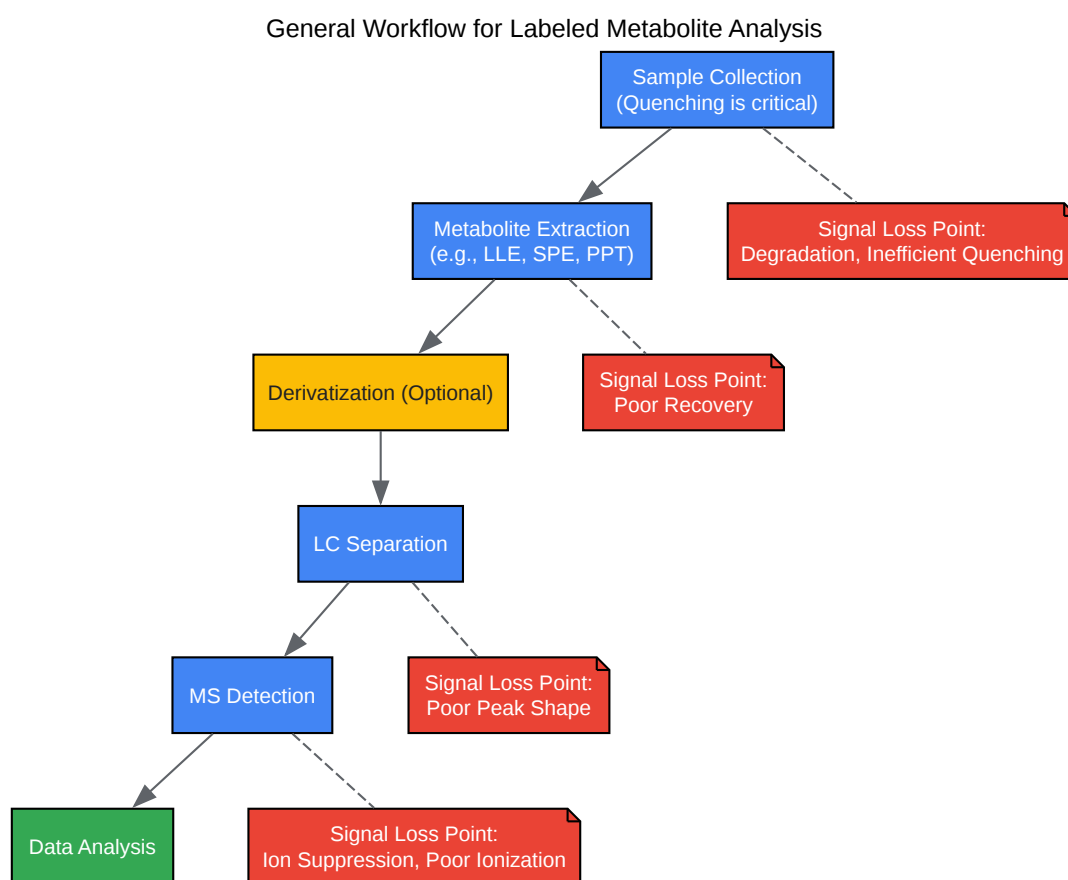 General Workflow for Labeled Metabolite Analysis
Sample Collection
(Quenching is critical)
Metabolite Extraction
(e.g., LLE, SPE, PPT)
Signal Loss Point:
Degradation, Inefficient Quenching
Derivatization (Optional)
Signal Loss Point:
Poor Recovery
LC Separation
MS Detection
Signal Loss Point:
Poor Peak Shape
Data Analysis
Signal Loss Point:
Ion Suppression, Poor Ionization